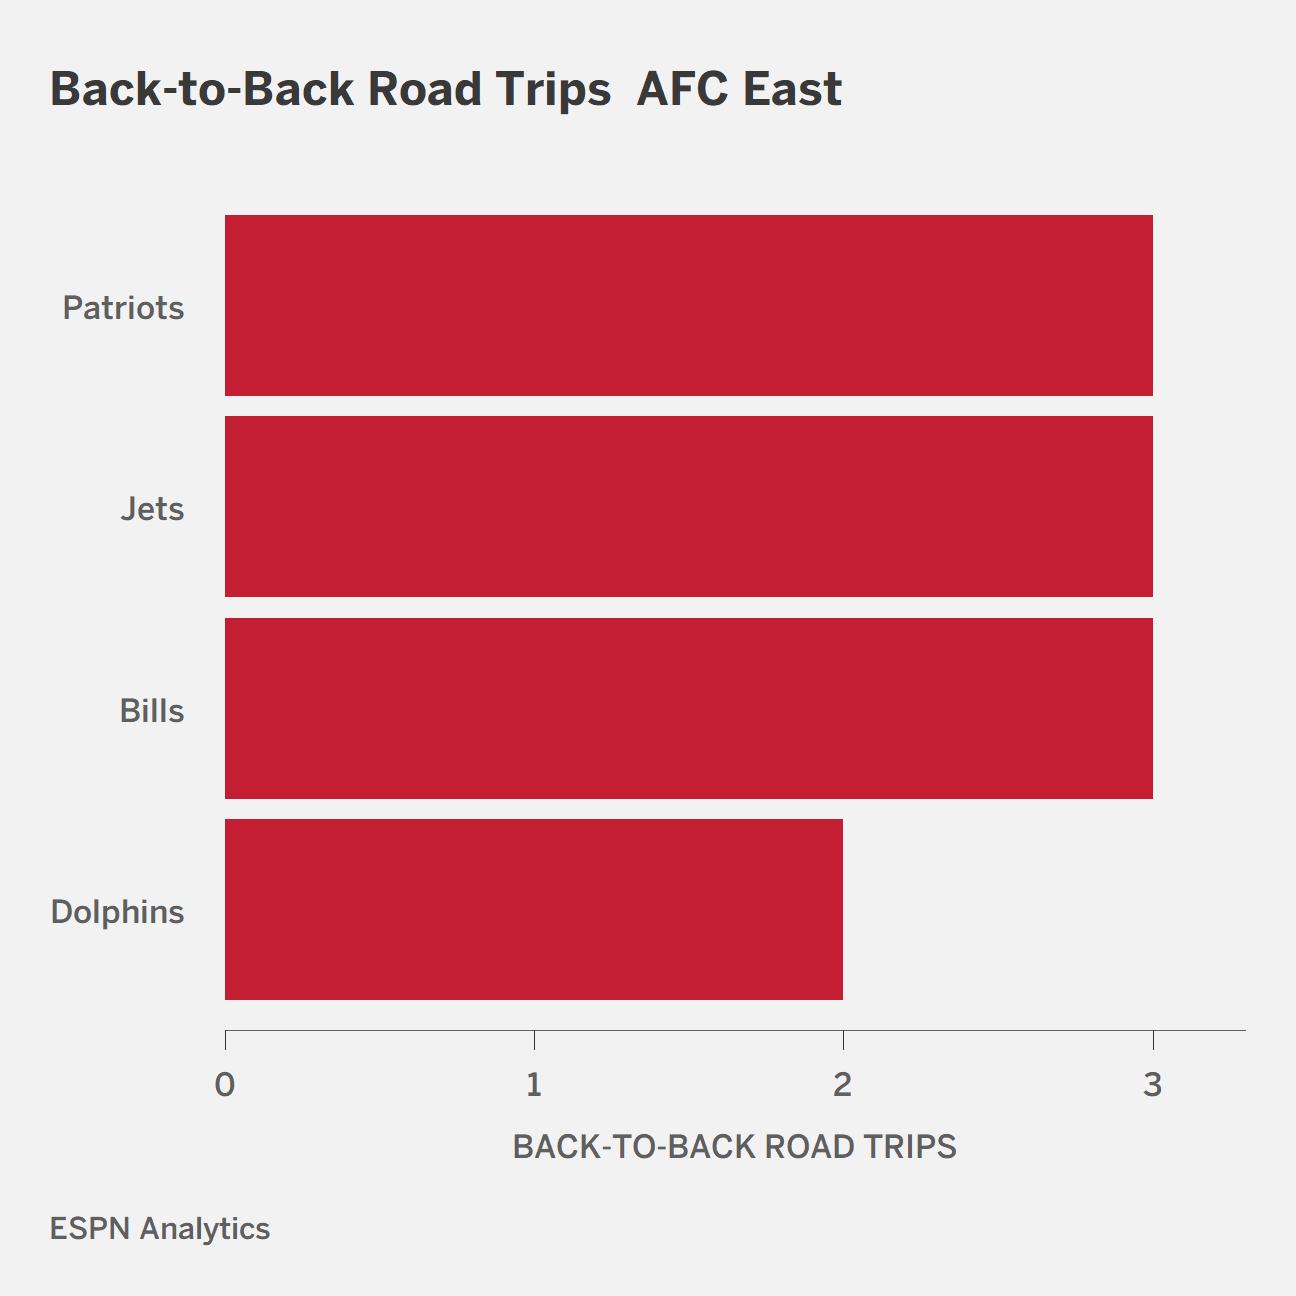 Back-to-Back Road Trips  AFC East
Patriots
Jets
Bills
Dolphins
0 1 2 3
BACK-TO-BACK ROAD TRIPS
ESPN Analytics